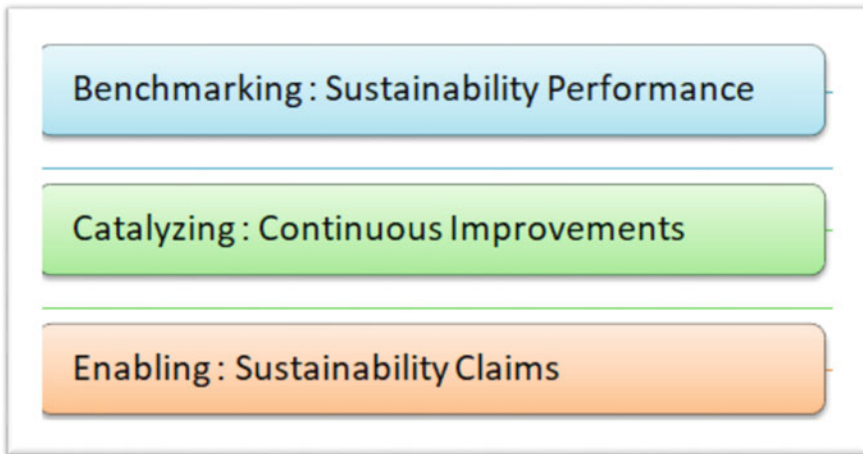 Benchmarking : Sustainability Performance
Catalyzing : Continuous Improvements
Enabling : Sustainability Claims